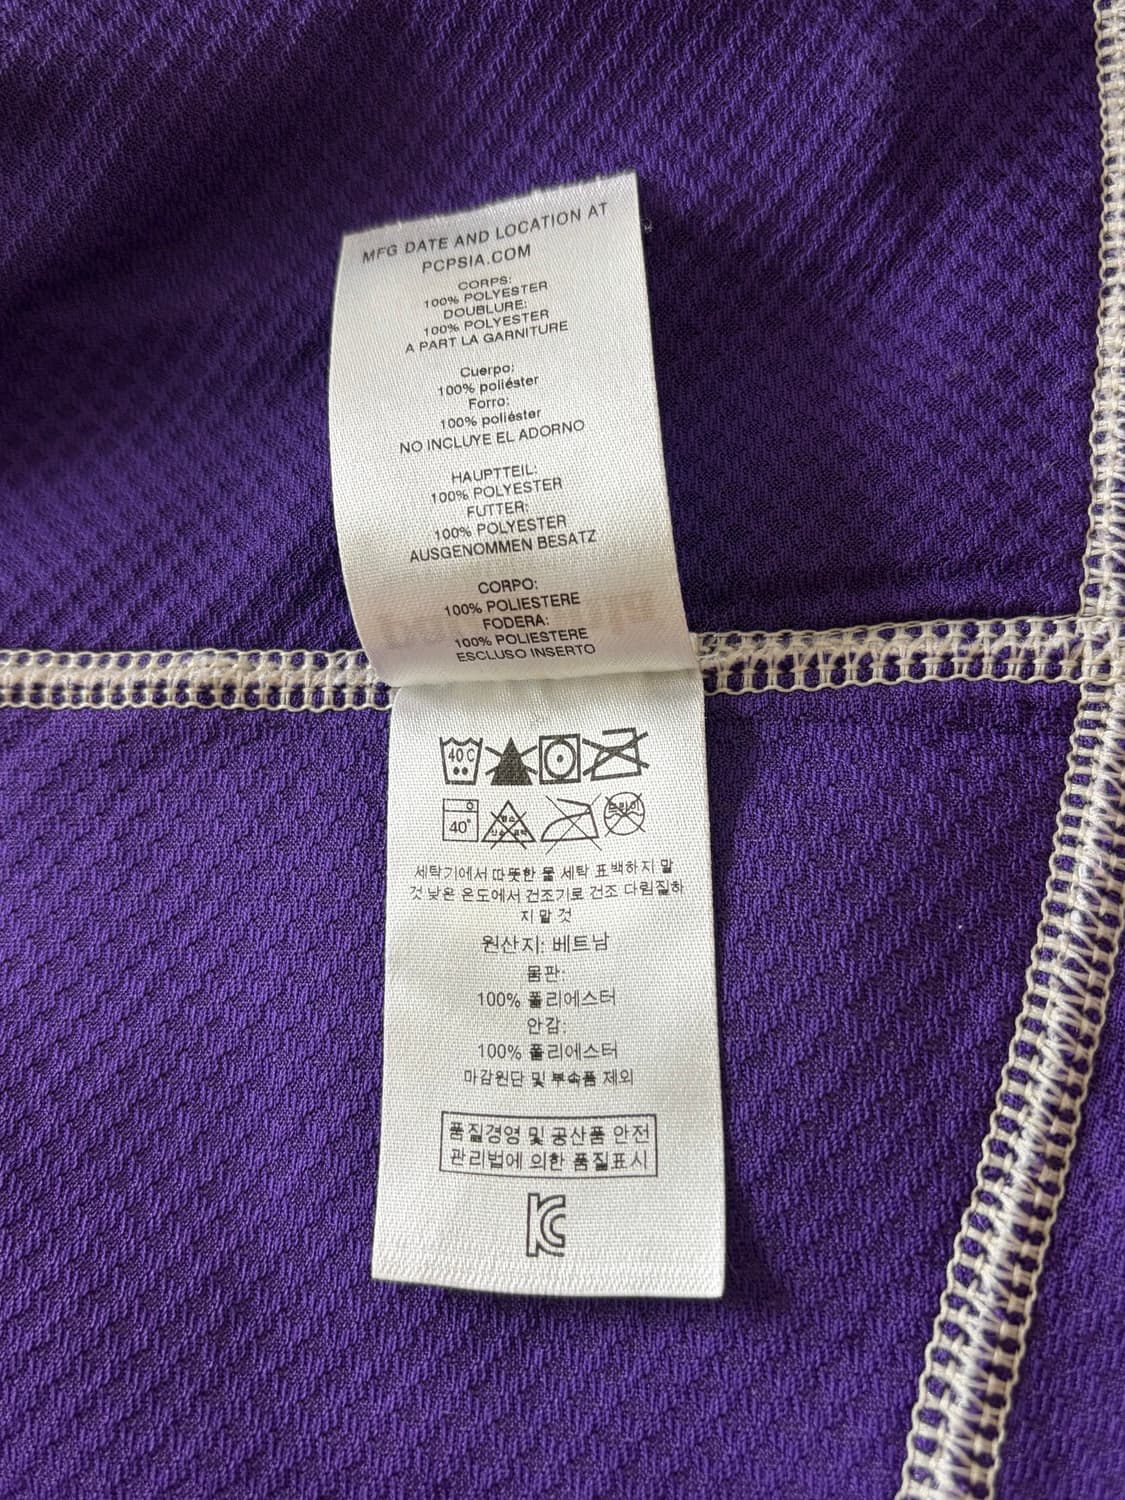 MFG DATE AND LOCATION AT
PCPSIA.COM
CORPS:
100% POLYESTER
DOUBLURE:
100% POLYESTER
A PART LA GARNITURE
Cuerpo:
100% poliéster
Forro:
100% poliéster
NO INCLUYE EL ADORNO
HAUPTTEIL:
100% POLYESTER
FUTTER:
100% POLYESTER
AUSGENOMMEN BESATZ
CORPO:
100% POLIESTERE
FODERA:
100% POLIESTERE
ESCLUSO INSERTO
40 C
40°
드라이
세탁기에서 따뜻한 물 세탁 표백하지 말
것 낮은 온도에서 건조기로 건조 다림질하
지 말 것
원산지: 베트남
몸판:
100% 폴리에스터
안감:
100% 폴리에스터
마감원단 및 부속품 제외
품질경영 및 공산품 안전
관리법에 의한 품질표시
KC